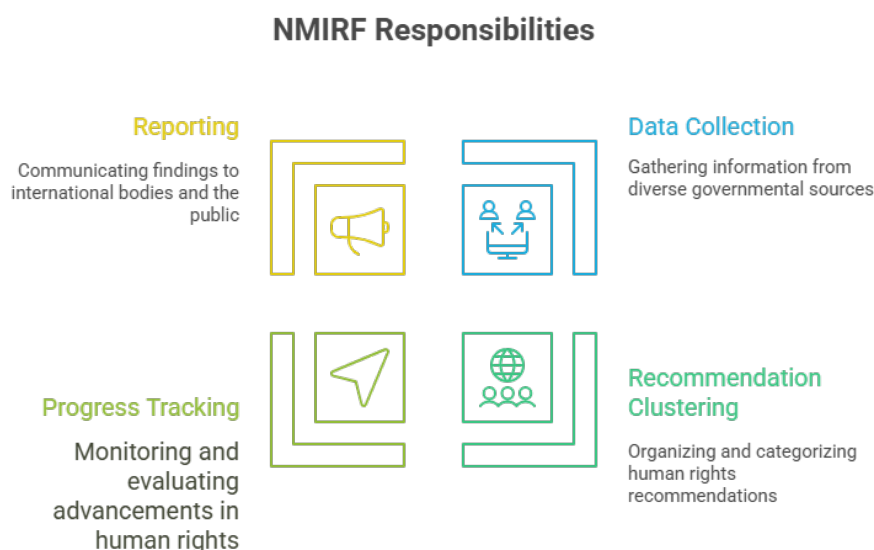 NMIRF Responsibilities
Reporting
Communicating findings to
international bodies and the
public
Data Collection
Gathering information from
diverse governmental sources
Progress Tracking
Monitoring and
evaluating
advancements in
human rights
Recommendation
Clustering
Organizing and categorizing
human rights
recommendations